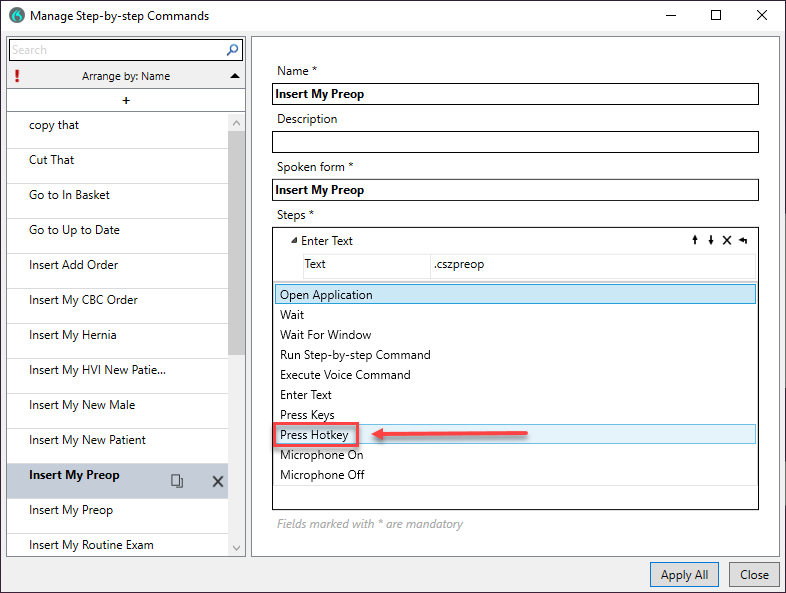 Manage Step-by-step Commands
Search
Arrange by: Name
+
copy that
Cut That
Go to In Basket
Go to Up to Date
Insert Add Order
Insert My CBC Order
Insert My Hernia
Insert My HVI New Patie...
Insert My New Male
Insert My New Patient
Insert My Preop
Insert My Preop
Insert My Routine Exam
Name *
Insert My Preop
Description
Spoken form *
Insert My Preop
Steps *
Enter Text
Text .cszpreop
Open Application
Wait
Wait For Window
Run Step-by-step Command
Execute Voice Command
Enter Text
Press Keys
Press Hotkey
Microphone On
Microphone Off
Fields marked with * are mandatory
Apply All Close